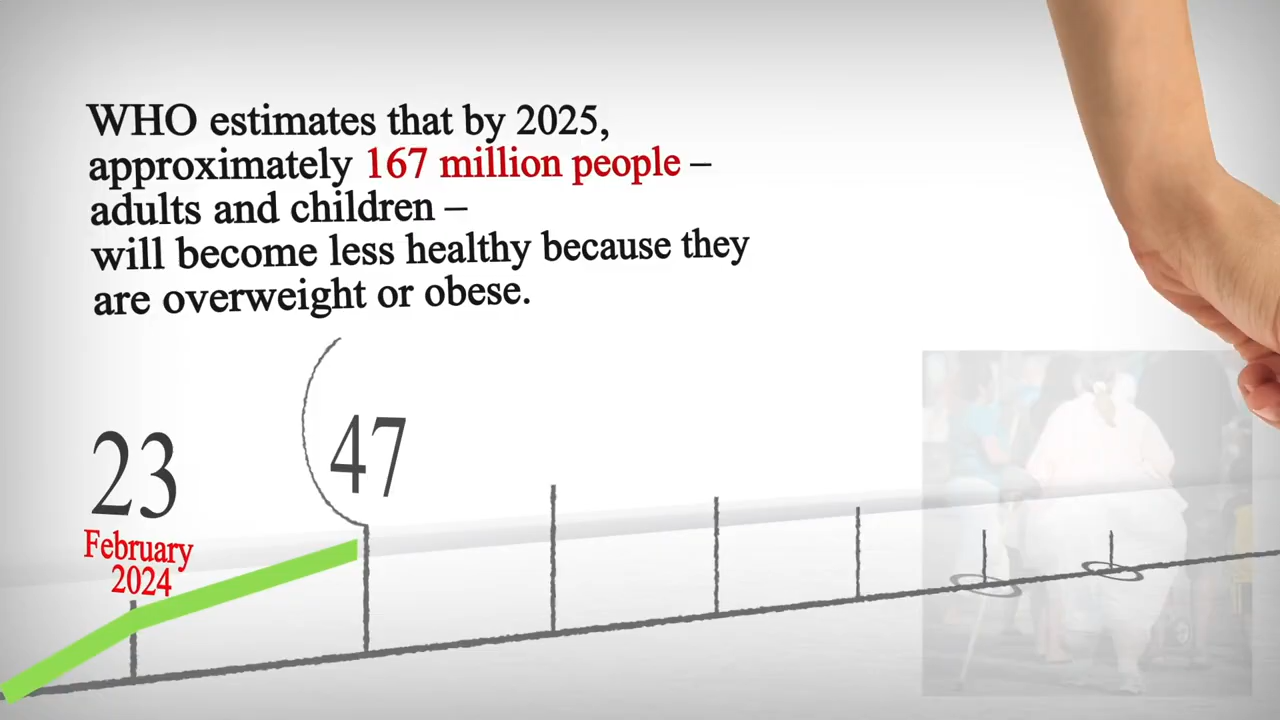 WHO estimates that by 2025,
approximately 167 million people –
adults and children –
will become less healthy because they
are overweight or obese.
23
February
2024
47